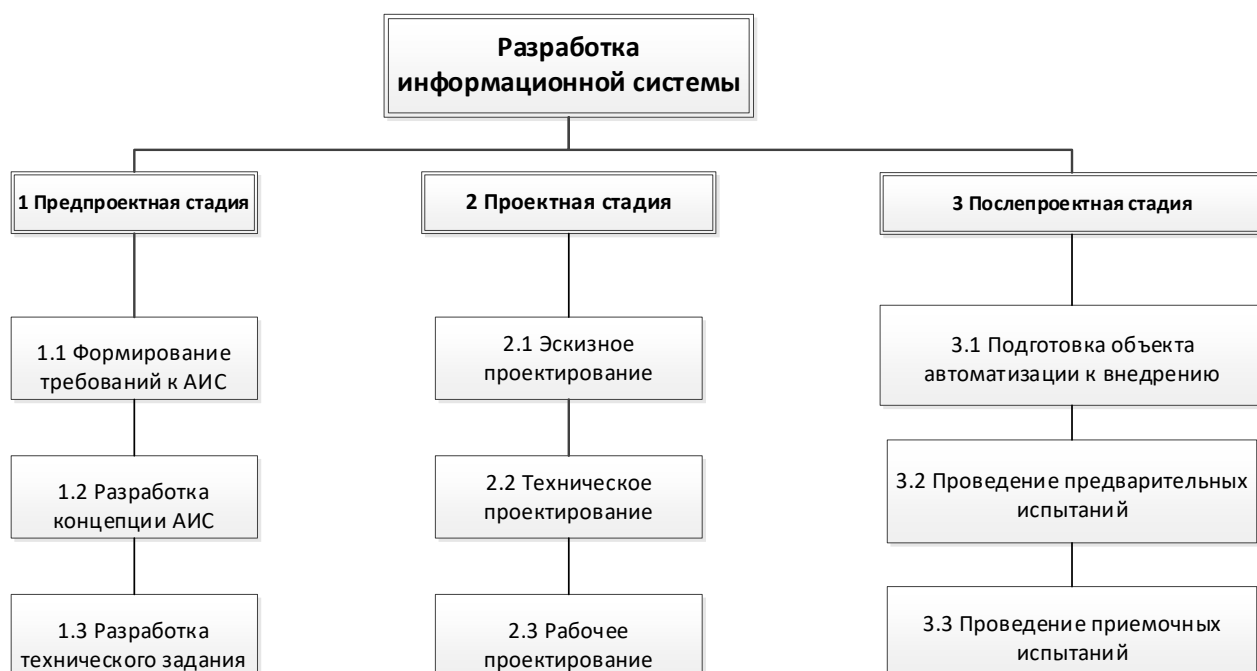 Разработка
информационной системы
1 Предпроектная стадия
2 Проектная стадия
3 Послепроектная стадия
1.1 Формирование
требований к АИС
2.1 Эскизное
проектирование
3.1 Подготовка объекта
автоматизации к внедрению
1.2 Разработка
концепции АИС
2.2 Техническое
проектирование
3.2 Проведение предварительных
испытаний
1.3 Разработка
технического задания
2.3 Рабочее
проектирование
3.3 Проведение приемочных
испытаний